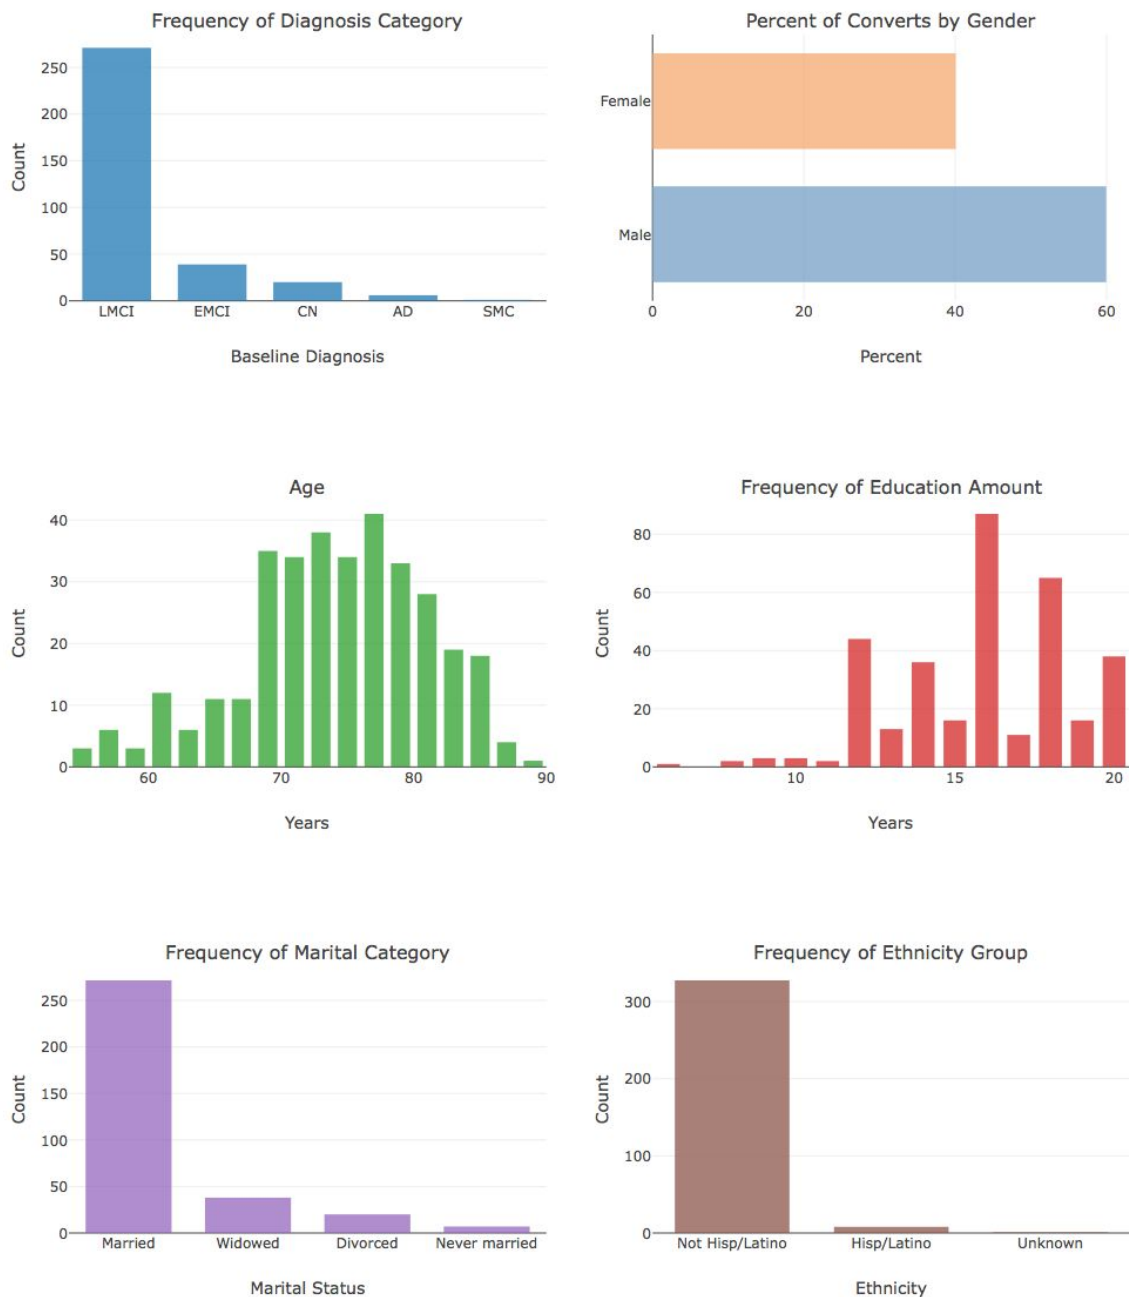 Frequency of Diagnosis Category
Count
250
200
150
100
50
0
LMCI EMCI CN AD SMC
Baseline Diagnosis
Percent of Converts by Gender
Female
Male
0 20 40 60
Percent
Age
Count
40
30
20
10
0
60 70 80 90
Years
Frequency of Education Amount
Count
80
60
40
20
0
10 15 20
Years
Frequency of Marital Category
Count
250
200
150
100
50
0
Married Widowed Divorced Never married
Marital Status
Frequency of Ethnicity Group
Count
300
200
100
0
Not Hisp/Latino Hisp/Latino Unknown
Ethnicity